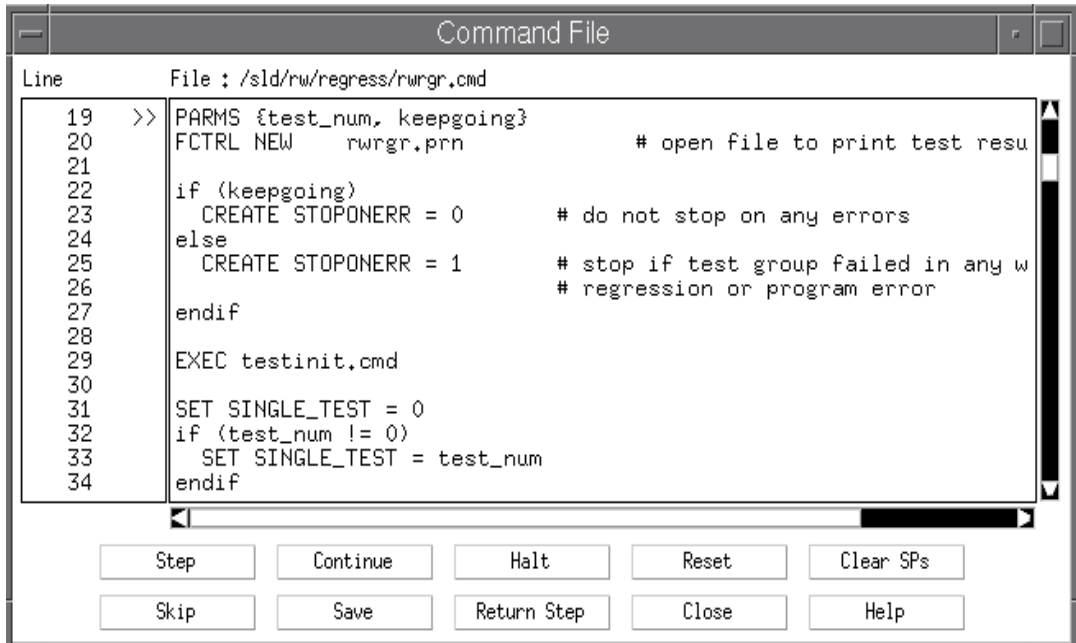 Command File
Line File : /sld/rw/regress/rwrgr.cmd
19 >> PARMS {test_num, keepgoing}
20 FCTRL NEW rwrgr.prn # open file to print test resu
21
22 if (keepgoing)
23 CREATE STOPONERR = 0 # do not stop on any errors
24 else
25 CREATE STOPONERR = 1 # stop if test group failed in any w
26 # regression or program error
27 endif
28
29 EXEC testinit.cmd
30
31 SET SINGLE_TEST = 0
32 if (test_num != 0)
33 SET SINGLE_TEST = test_num
34 endif
Step Continue Halt Reset Clear SPs
Skip Save Return Step Close Help